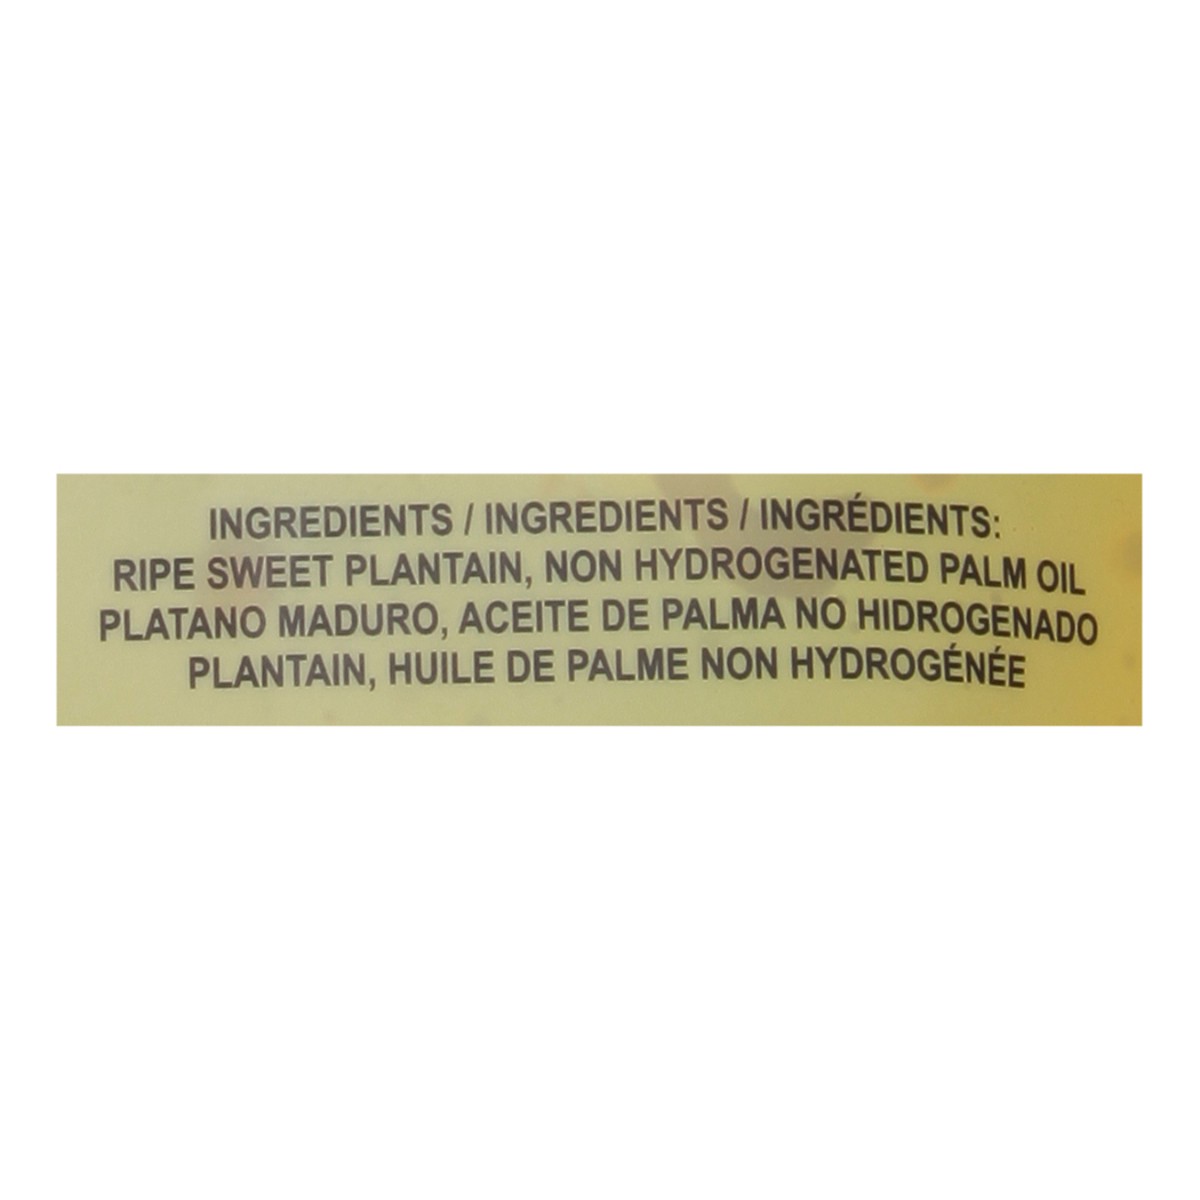 INGREDIENTS / INGREDIENTS / INGRÉDIENTS:
RIPE SWEET PLANTAIN, NON HYDROGENATED PALM OIL
PLATANO MADURO, ACEITE DE PALMA NO HIDROGENADO
PLANTAIN, HUILE DE PALME NON HYDROGÉNÉE